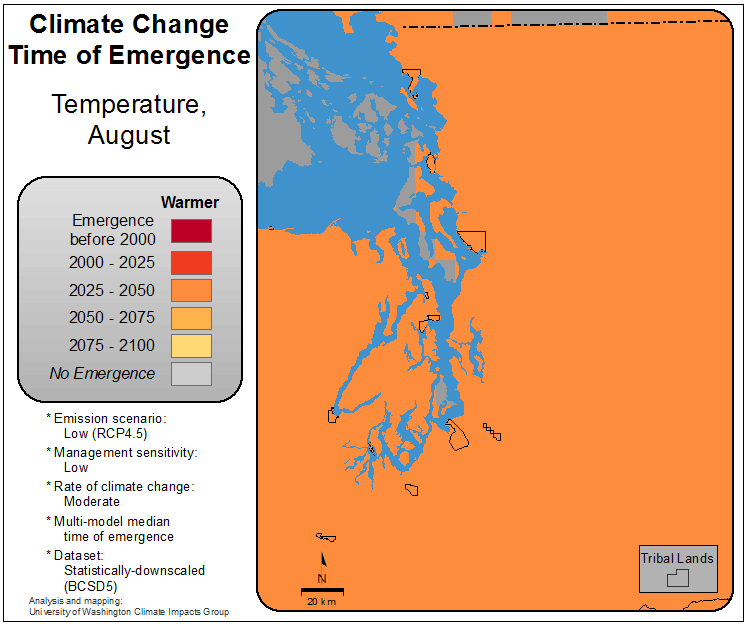 Climate Change
Time of Emergence
Temperature,
August
Warmer
Emergence
before 2000
2000 - 2025
2025 - 2050
2050 - 2075
2075 - 2100
No Emergence
* Emission scenario:
Low (RCP4.5)
* Management sensitivity:
Low
* Rate of climate change:
Moderate
* Multi-model median
time of emergence
* Dataset:
Statistically-downscaled
(BCSD5)
Analysis and mapping:
University of Washington Climate Impacts Group
N
20 km
Tribal Lands